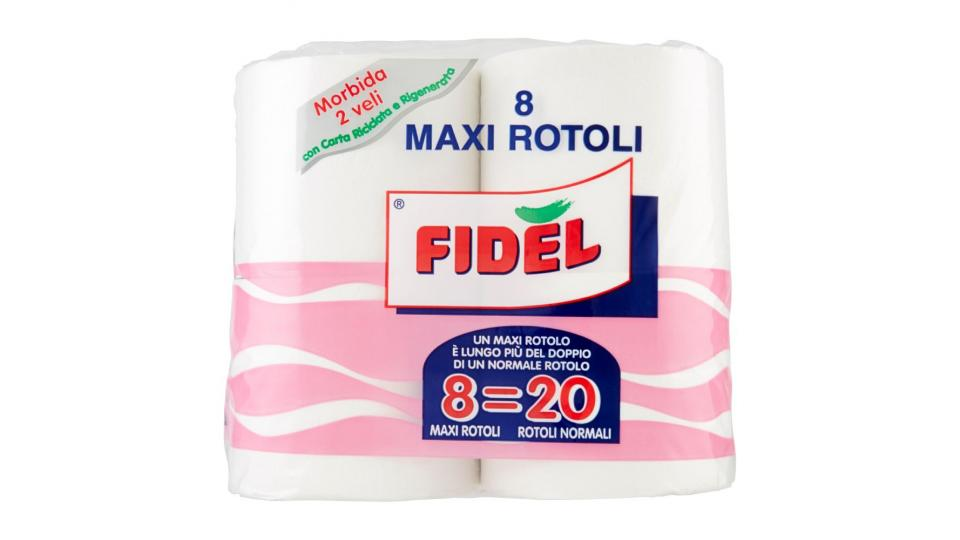 Morbida
2 veli
con Carta Riciclata e Rigenerata
8
MAXI ROTOLI
®
FIDEL
UN MAXI ROTOLO
È LUNGO PIÙ DEL DOPPIO
DI UN NORMALE ROTOLO
8=20
MAXI ROTOLI ROTOLI NORMALI